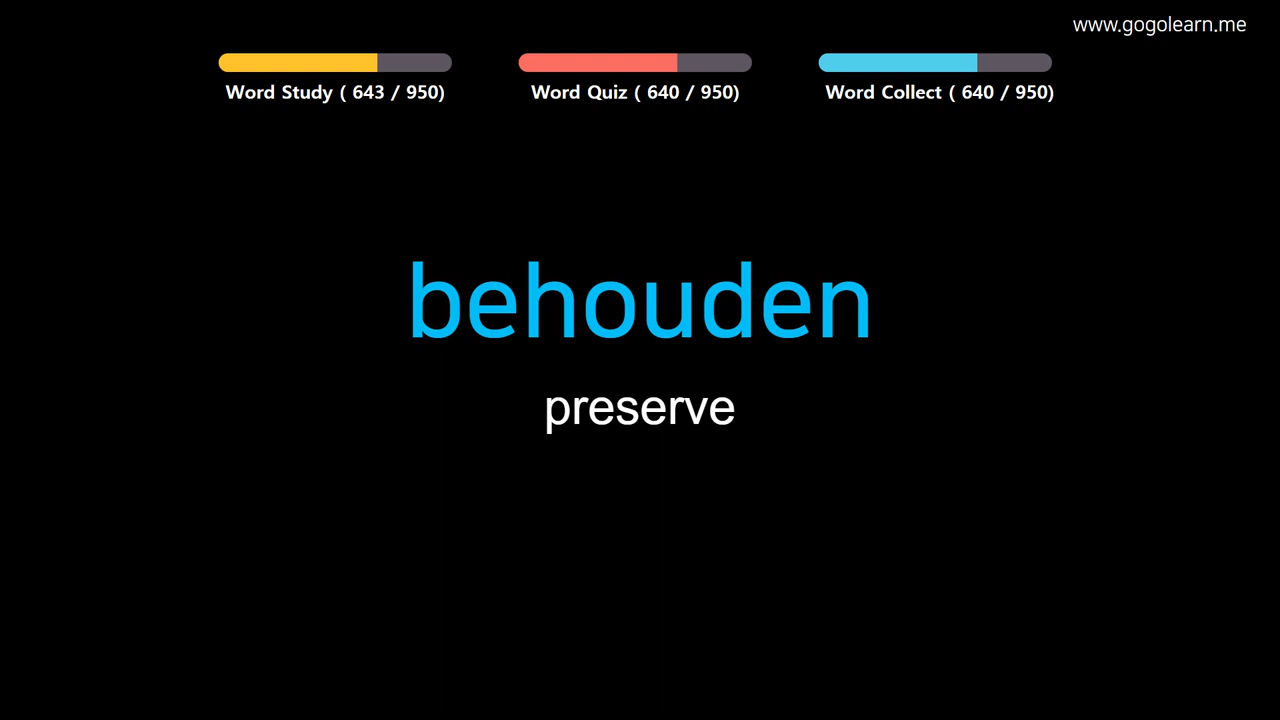 www.gogolearn.me
Word Study ( 643 / 950)
Word Quiz ( 640 / 950)
Word Collect ( 640 / 950)
behouden
preserve